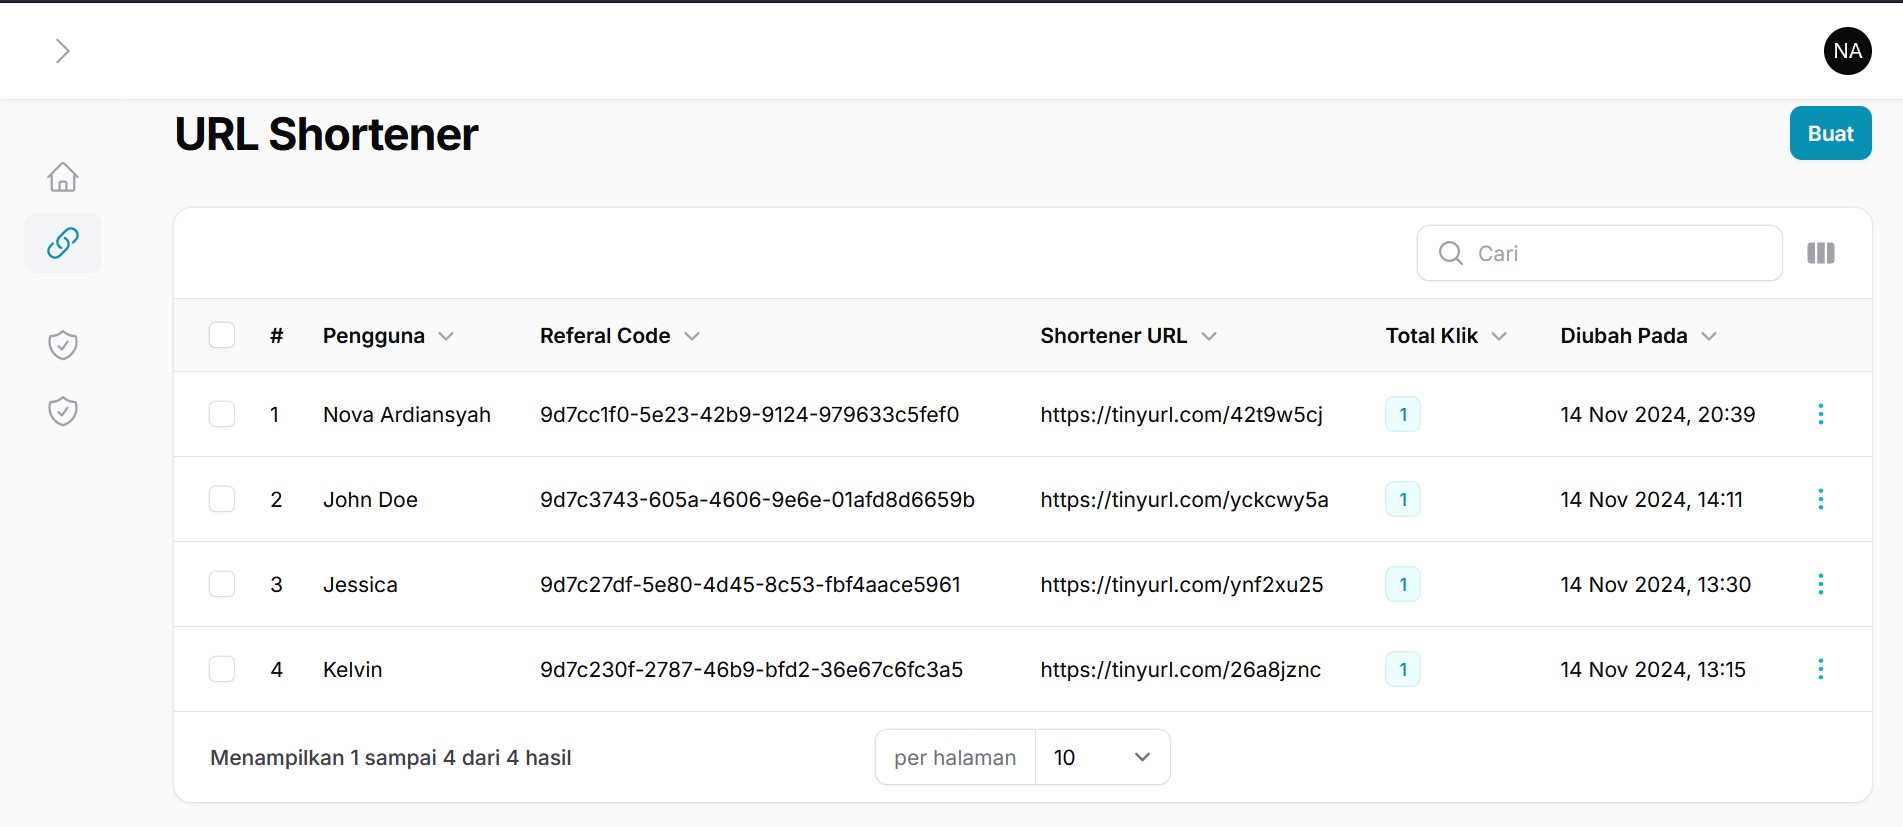 NA
URL Shortener
Buat
Cari
# Pengguna Referal Code Shortener URL Total Klik Diubah Pada
1 Nova Ardiansyah 9d7cc1f0-5e23-42b9-9124-979633c5fef0 https://tinyurl.com/42t9w5cj 1 14 Nov 2024, 20:39
2 John Doe 9d7c3743-605a-4606-9e6e-01afd8d6659b https://tinyurl.com/yckcwy5a 1 14 Nov 2024, 14:11
3 Jessica 9d7c27df-5e80-4d45-8c53-fbf4aace5961 https://tinyurl.com/ynf2xu25 1 14 Nov 2024, 13:30
4 Kelvin 9d7c230f-2787-46b9-bfd2-36e67c6fc3a5 https://tinyurl.com/26a8jznc 1 14 Nov 2024, 13:15
Menampilkan 1 sampai 4 dari 4 hasil per halaman 10